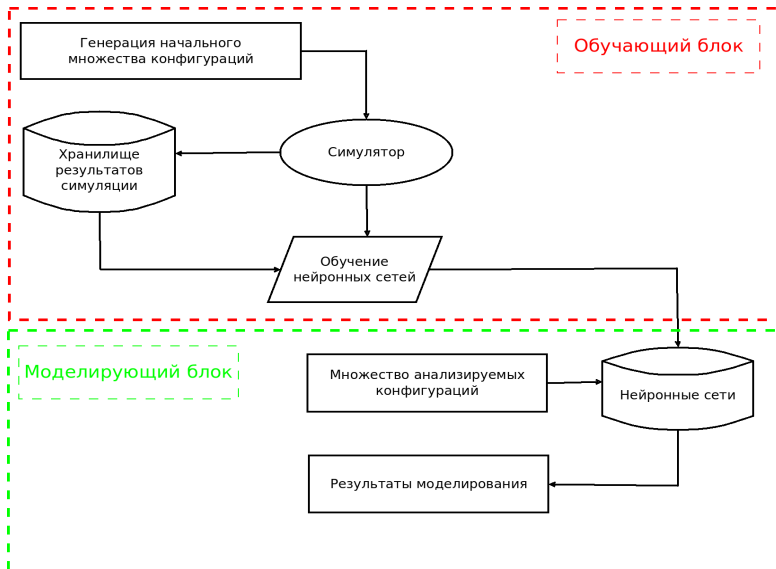 Генерация начального
множества конфигураций
Обучающий блок
Хранилище
результатов
симуляции
Симулятор
Обучение
нейронных сетей
Моделирующий блок
Множество анализируемых
конфигураций
Нейронные сети
Результаты моделирования